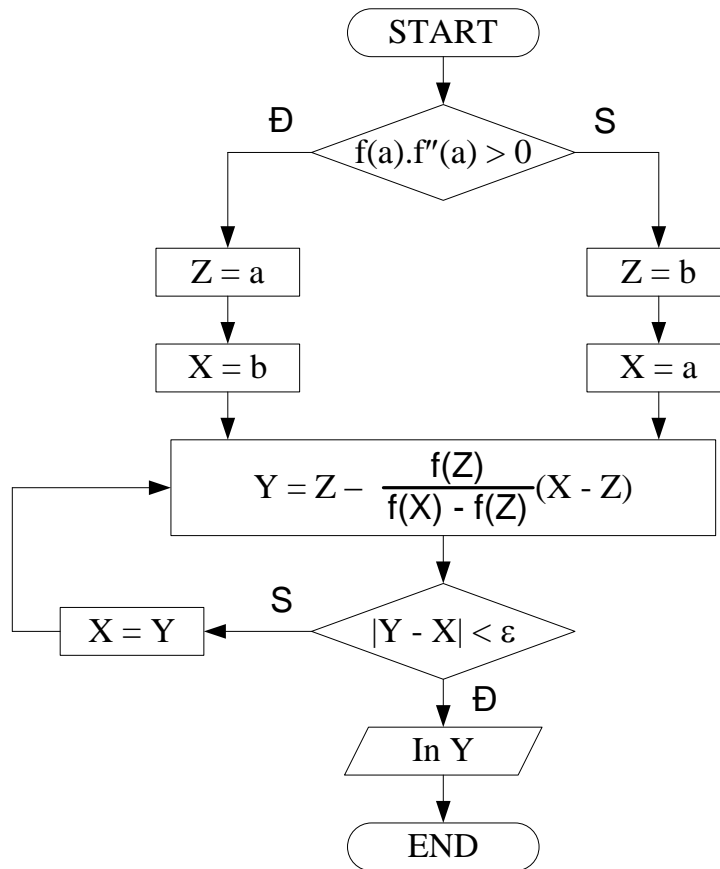 START
Đ
S
f(a).f″(a) > 0
Z = a
Z = b
X = b
X = a
Y = Z – f(Z) / f(X) - f(Z) (X - Z)
S
X = Y
|Y - X| < ε
Đ
In Y
END